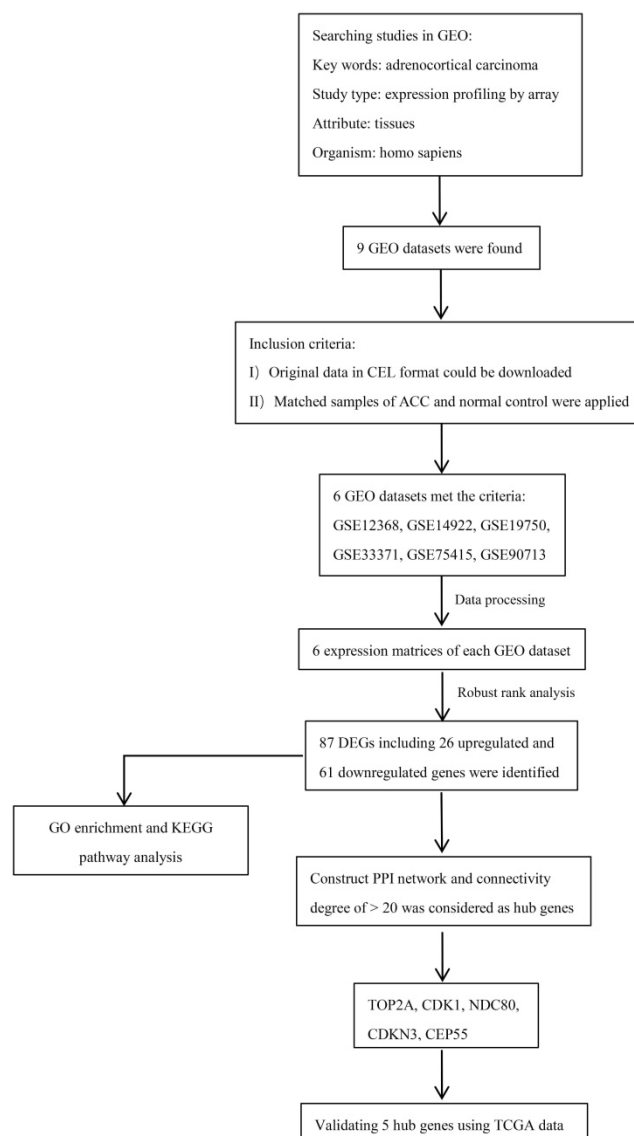 Searching studies in GEO:
Key words: adrenocortical carcinoma
Study type: expression profiling by array
Attribute: tissues
Organism: homo sapiens
9 GEO datasets were found
Inclusion criteria:
I) Original data in CEL format could be downloaded
II) Matched samples of ACC and normal control were applied
6 GEO datasets met the criteria:
GSE12368, GSE14922, GSE19750,
GSE33371, GSE75415, GSE90713
Data processing
6 expression matrices of each GEO dataset
Robust rank analysis
87 DEGs including 26 upregulated and
61 downregulated genes were identified
GO enrichment and KEGG
pathway analysis
Construct PPI network and connectivity
degree of > 20 was considered as hub genes
TOP2A, CDK1, NDC80,
CDKN3, CEP55
Validating 5 hub genes using TCGA data